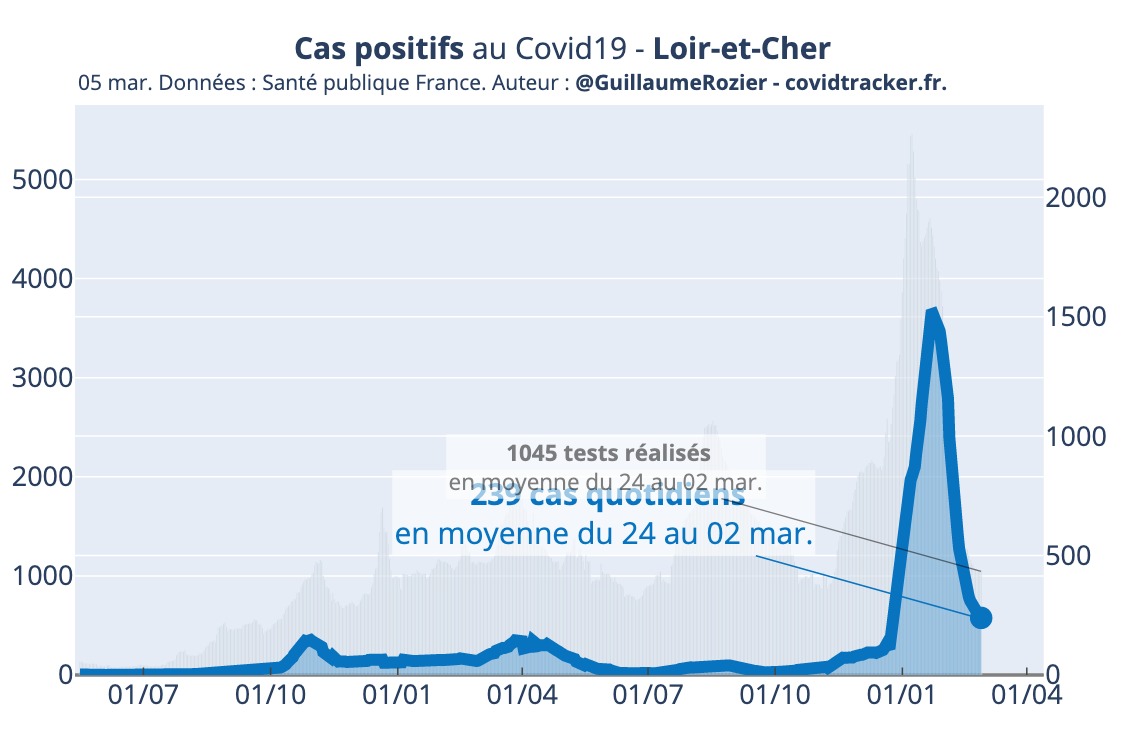 Cas positifs au Covid19 - Loir-et-Cher
05 mar. Données : Santé publique France. Auteur : @GuillaumeRozier - covidtracker.fr.
5000
4000
3000
2000
1000
0
2000
1500
1000
500
0
1045 tests réalisés
en moyenne du 24 au 02 mar.
239 cas quotidiens
en moyenne du 24 au 02 mar.
01/07 01/10 01/01 01/04 01/07 01/10 01/01 01/04